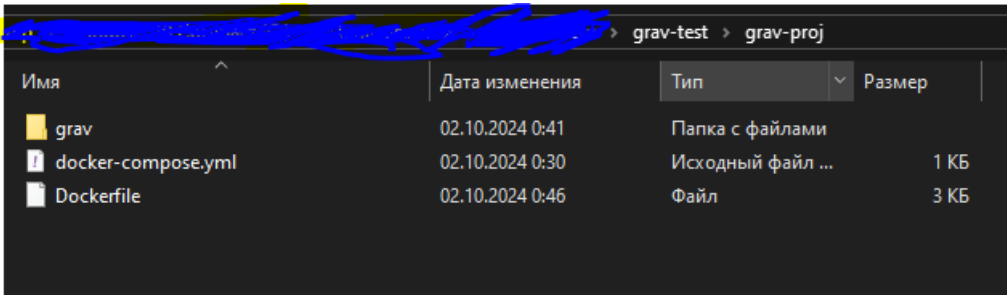 grav-test > grav-proj
Имя Дата изменения Тип Размер
grav 02.10.2024 0:41 Папка с файлами
docker-compose.yml 02.10.2024 0:30 Исходный файл ... 1 КБ
Dockerfile 02.10.2024 0:46 Файл 3 КБ